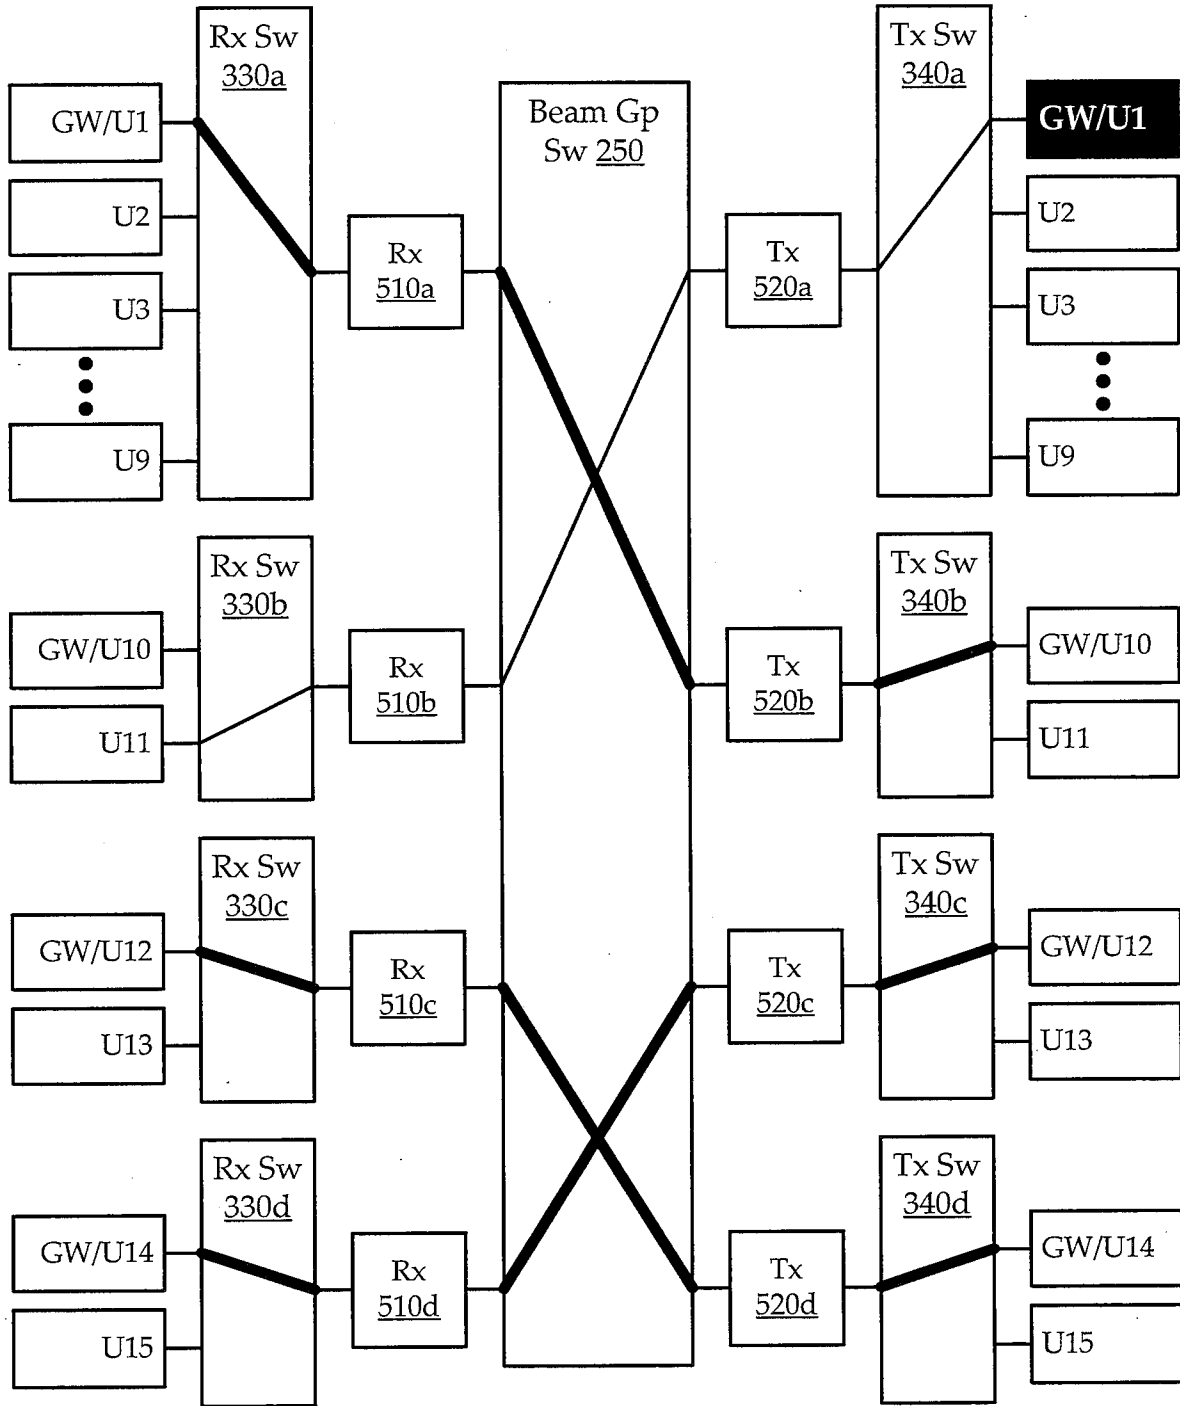 Rx Sw
330a
GW/U1
U2
U3
U9
Rx
510a
Beam Gp
Sw 250
Tx
520a
Tx Sw
340a
GW/U1
U2
U3
U9
Rx Sw
330b
GW/U10
U11
Rx
510b
Tx
520b
Tx Sw
340b
GW/U10
U11
Rx Sw
330c
GW/U12
U13
Rx
510c
Tx
520c
Tx Sw
340c
GW/U12
U13
Rx Sw
330d
GW/U14
U15
Rx
510d
Tx
520d
Tx Sw
340d
GW/U14
U15